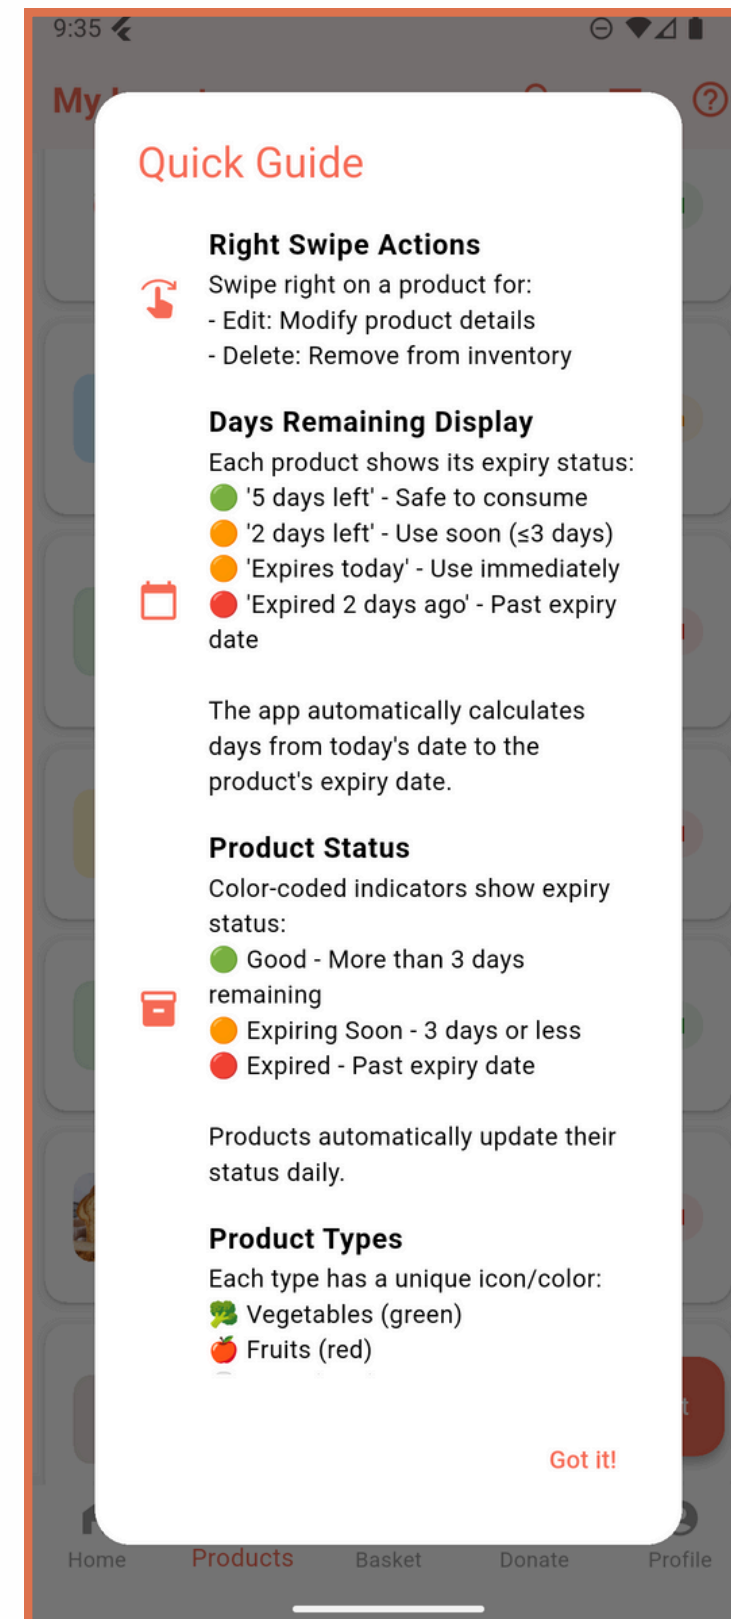 9:35
My
Quick Guide
Right Swipe Actions
Swipe right on a product for:
- Edit: Modify product details
- Delete: Remove from inventory
Days Remaining Display
Each product shows its expiry status:
🟢 '5 days left' - Safe to consume
🟠 '2 days left' - Use soon (≤3 days)
🟠 'Expires today' - Use immediately
🔴 'Expired 2 days ago' - Past expiry
date
The app automatically calculates
days from today's date to the
product's expiry date.
Product Status
Color-coded indicators show expiry
status:
🟢 Good - More than 3 days
remaining
🟠 Expiring Soon - 3 days or less
🔴 Expired - Past expiry date
Products automatically update their
status daily.
Product Types
Each type has a unique icon/color:
🥦 Vegetables (green)
🍎 Fruits (red)
t
Got it!
Home
Products
Basket
Donate
Profile